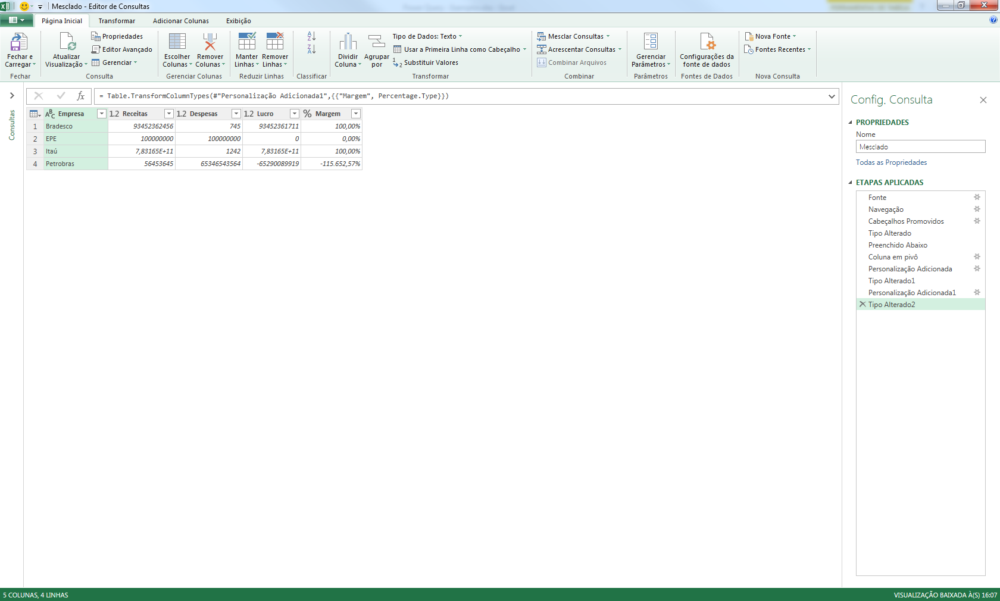 Mesclado - Editor de Consultas
Página Inicial Transformar Adicionar Colunas Exibição
Fechar e Carregar
Fechar
Atualizar Visualização
Propriedades
Editor Avançado
Gerenciar
Consulta
Escolher Colunas
Remover Colunas
Gerenciar Colunas
Manter Linhas
Remover Linhas
Reduzir Linhas
Classificar
Dividir Coluna
Agrupar por
Tipo de Dados: Texto
Usar a Primeira Linha como Cabeçalho
Substituir Valores
Transformar
Mesclar Consultas
Acrescentar Consultas
Combinar Arquivos
Combinar
Gerenciar Parâmetros
Parâmetros
Configurações da fonte de dados
Fontes de Dados
Nova Fonte
Fontes Recentes
Nova Consulta
Consultas
fx = Table.TransformColumnTypes(#"Personalização Adicionada1",{{"Margem", Percentage.Type}})
ABC Empresa 1.2 Receitas 1.2 Despesas 1.2 Lucro % Margem
1 Bradesco 93452362456 745 93452361711 100,00%
2 EPE 100000000 100000000 0 0,00%
3 Itaú 7,83165E+11 1242 7,83165E+11 100,00%
4 Petrobras 56453645 65346543564 -65290089919 -115.652,57%
Config. Consulta
PROPRIEDADES
Nome
Mesclado
Todas as Propriedades
ETAPAS APLICADAS
Fonte
Navegação
Cabeçalhos Promovidos
Tipo Alterado
Preenchido Abaixo
Coluna em pivô
Personalização Adicionada
Tipo Alterado1
Personalização Adicionada1
Tipo Alterado2
5 COLUNAS, 4 LINHAS
VISUALIZAÇÃO BAIXADA À(S) 16:07